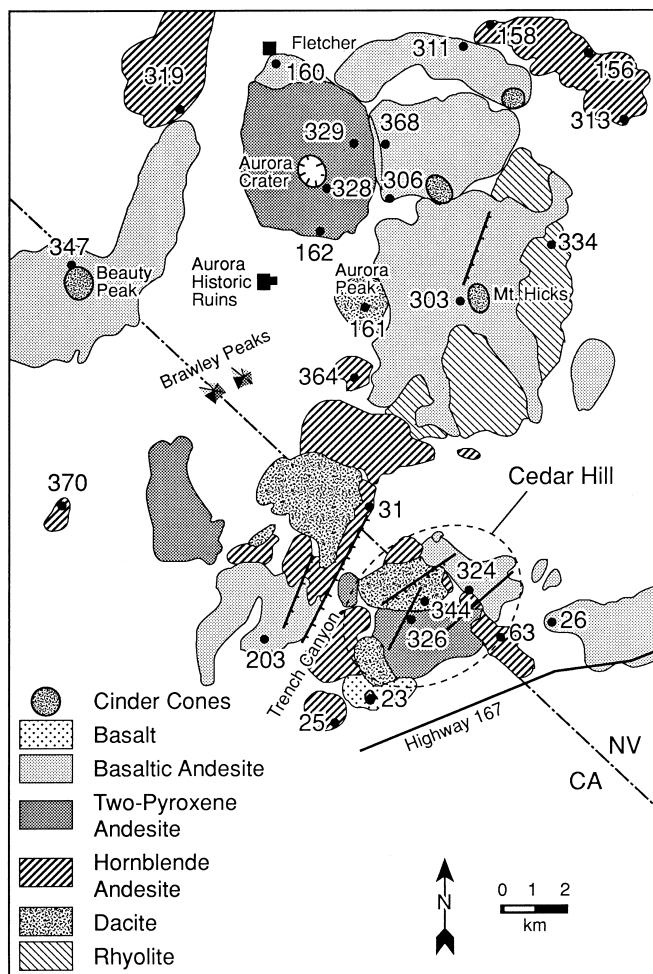 Fletcher
158
311
156
160
319
313
329
368
Aurora
Crater
328
306
162
334
347
Beauty
Peak
Aurora
Historic
Ruins
Aurora
Peak
161
303
Mt. Hicks
Brawley Peaks
364
370
Cedar Hill
31
324
344
326
63
26
203
Trench Canyon
23
25
Highway 167
NV
CA
Cinder Cones
Basalt
Basaltic Andesite
Two-Pyroxene
Andesite
Hornblende
Andesite
Dacite
Rhyolite
N
0 1 2
km